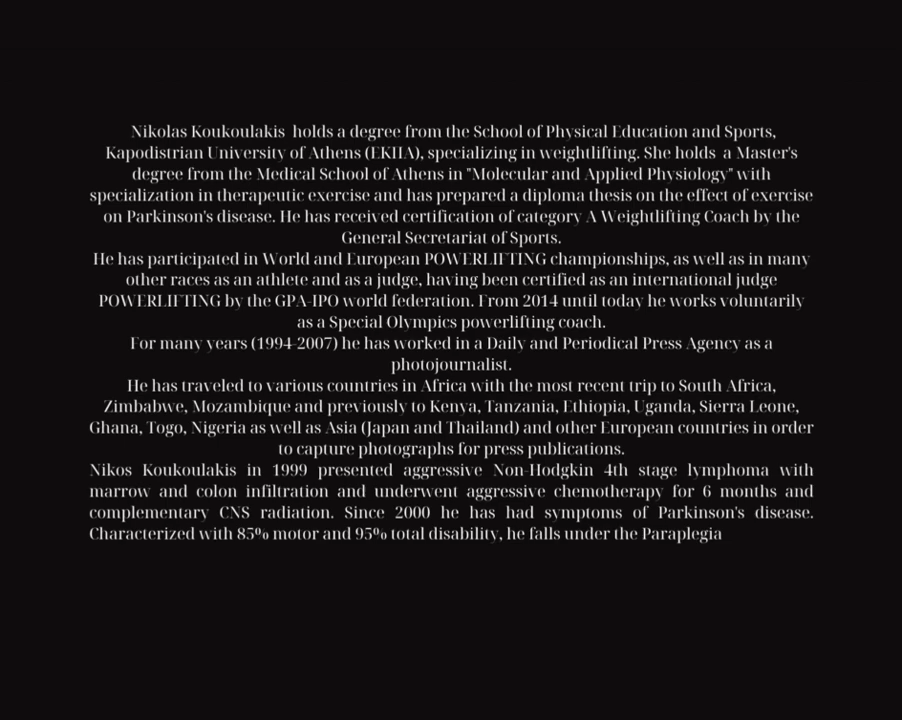 Nikolas Koukoulakis holds a degree from the School of Physical Education and Sports,
Kapodistrian University of Athens (EKIIA), specializing in weightlifting. She holds a Master's
degree from the Medical School of Athens in "Molecular and Applied Physiology" with
specialization in therapeutic exercise and has prepared a diploma thesis on the effect of exercise
on Parkinson's disease. He has received certification of category A Weightlifting Coach by the
General Secretariat of Sports.
He has participated in World and European POWERLIFTING championships, as well as in many
other races as an athlete and as a judge, having been certified as an international judge
POWERLIFTING by the GPA-IPO world federation. From 2014 until today he works voluntarily
as a Special Olympics powerlifting coach.
For many years (1994-2007) he has worked in a Daily and Periodical Press Agency as a
photojournalist.
He has traveled to various countries in Africa with the most recent trip to South Africa,
Zimbabwe, Mozambique and previously to Kenya, Tanzania, Ethiopia, Uganda, Sierra Leone,
Ghana, Togo, Nigeria as well as Asia (Japan and Thailand) and other European countries in order
to capture photographs for press publications.
Nikos Koukoulakis in 1999 presented aggressive Non-Hodgkin 4th stage lymphoma with
marrow and colon infiltration and underwent aggressive chemotherapy for 6 months and
complementary CNS radiation. Since 2000 he has had symptoms of Parkinson's disease.
Characterized with 85% motor and 95% total disability, he falls under the Paraplegia